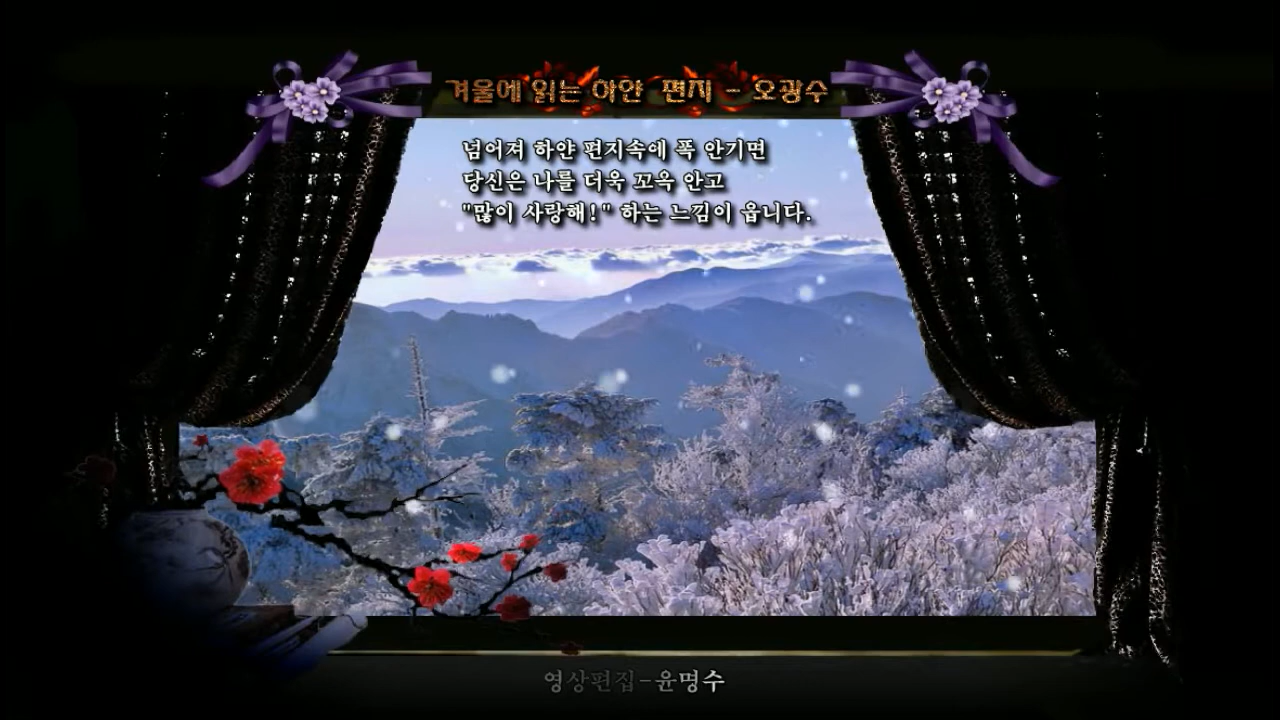 겨울에 읽는 하얀 편지 - 오광수
넘어져 하얀 편지속에 폭 안기면
당신은 나를 더욱 꼬옥 안고
"많이 사랑해!" 하는 느낌이 옵니다.
영상편집-윤명수